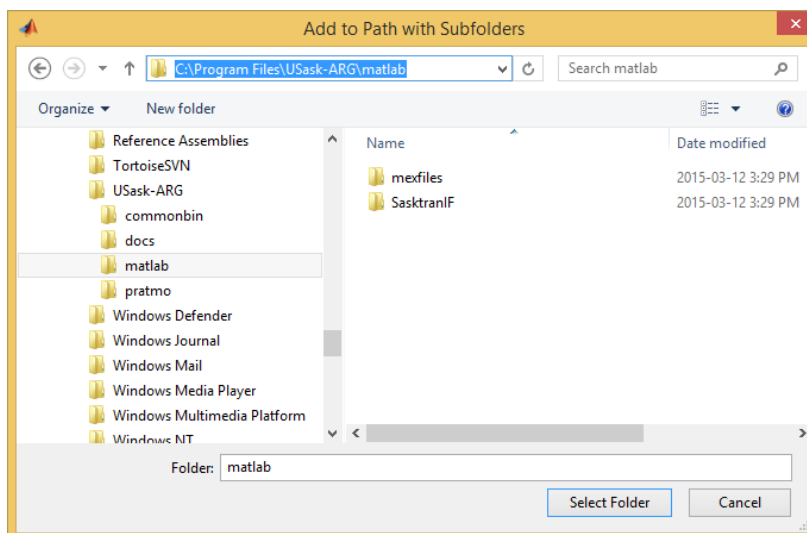 Add to Path with Subfolders
C:\Program Files\USask-ARG\matlab
Search matlab
Organize
New folder
Reference Assemblies
TortoiseSVN
USask-ARG
commonbin
docs
matlab
pratmo
Windows Defender
Windows Journal
Windows Mail
Windows Media Player
Windows Multimedia Platform
Windows NT
Name Date modified
mexfiles 2015-03-12 3:29 PM
SasktranIF 2015-03-12 3:29 PM
Folder: matlab
Select Folder Cancel